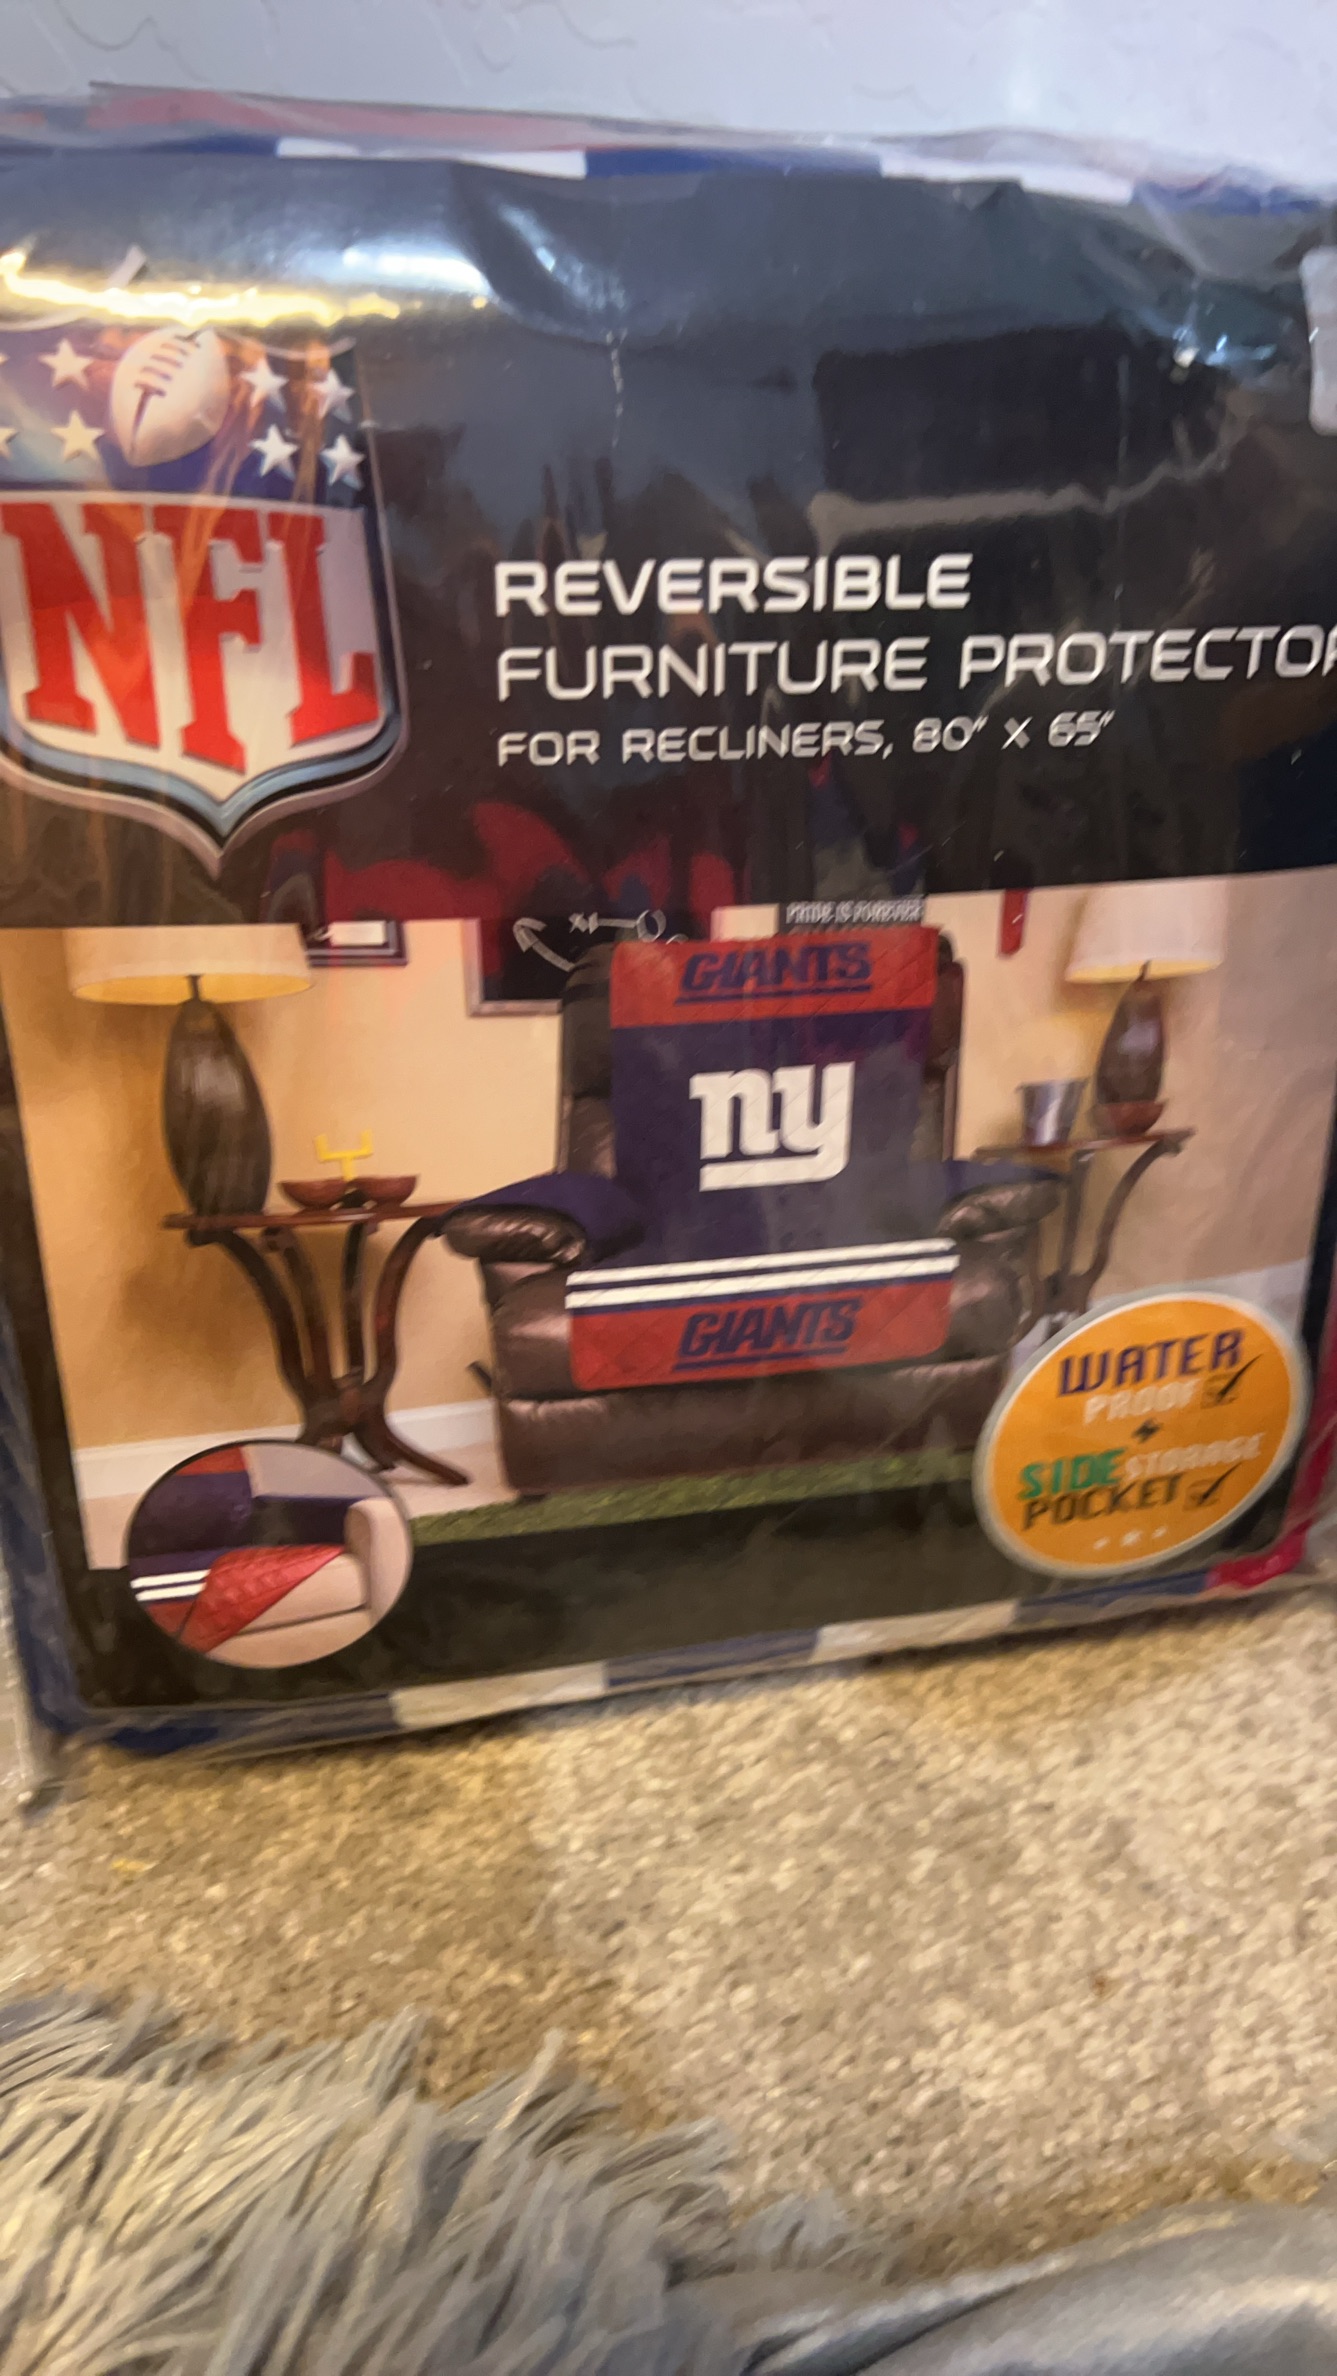 NFL
REVERSIBLE
FURNITURE PROTECTOR
FOR RECLINERS, 80" X 65"
PRIDE IS FOREVER
GIANTS
ny
GIANTS
WATER
PROOF
+
SIDE STORAGE
POCKET